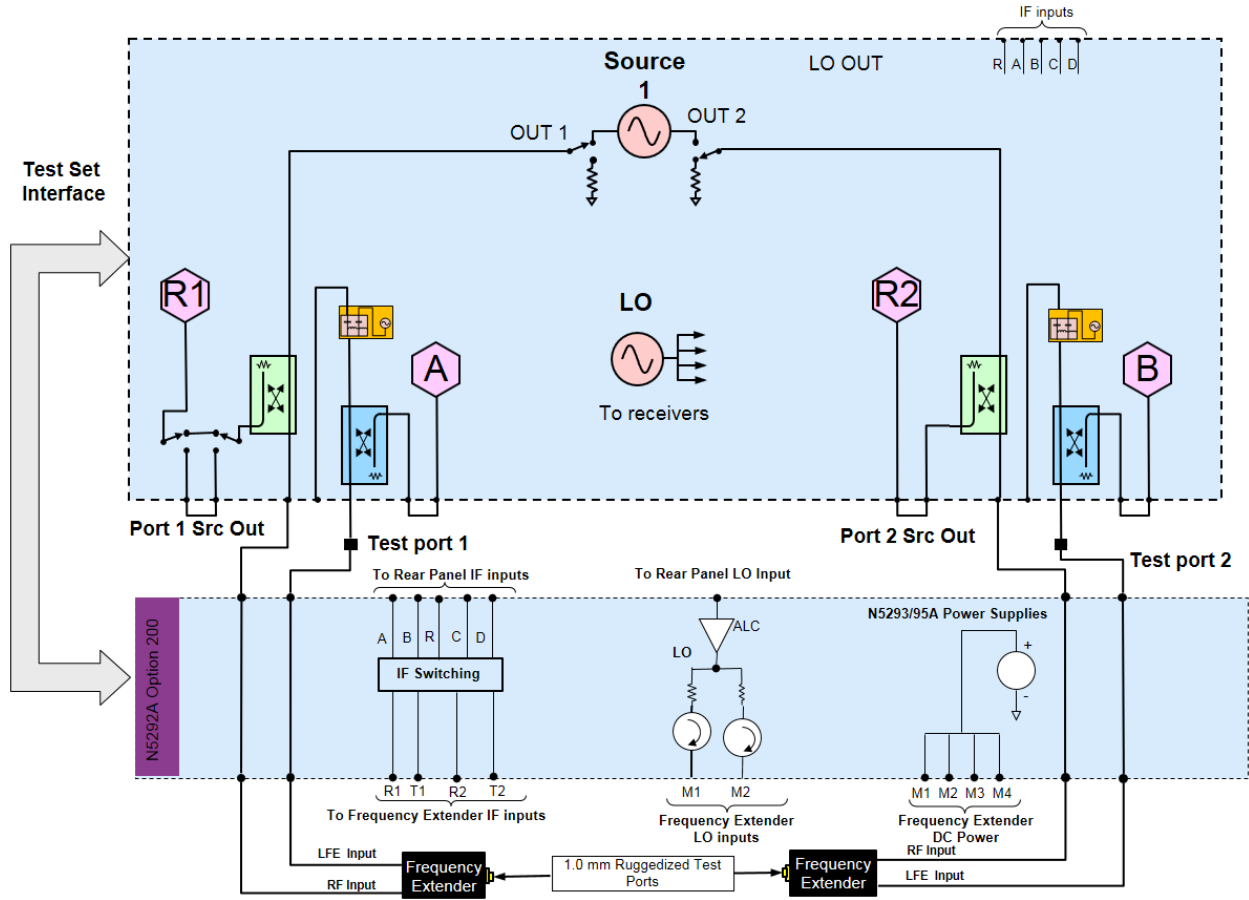 IF inputs
Source
1
LO OUT
R A B C D
OUT 1
OUT 2
Test Set
Interface
R1
A
LO
To receivers
R2
B
Port 1 Src Out
Test port 1
Port 2 Src Out
Test port 2
To Rear Panel IF inputs
To Rear Panel LO Input
N5293/95A Power Supplies
A B R C D
IF Switching
ALC
LO
+
-
N5292A Option 200
R1 T1 R2 T2
To Frequency Extender IF inputs
M1 M2
Frequency Extender
LO inputs
M1 M2 M3 M4
Frequency Extender
DC Power
LFE Input
RF Input
Frequency
Extender
1.0 mm Ruggedized Test
Ports
Frequency
Extender
RF Input
LFE Input